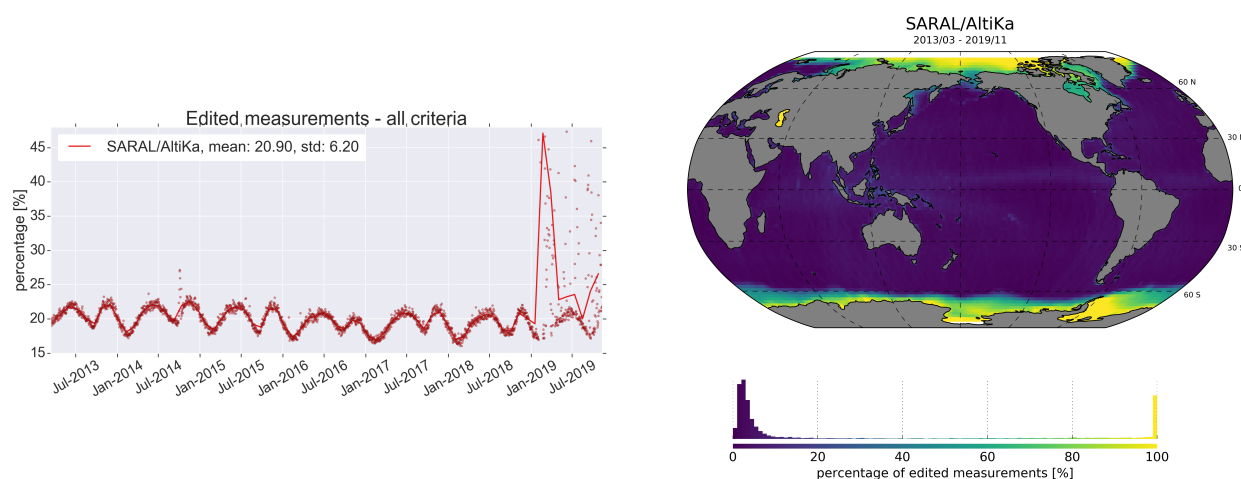 Edited measurements - all criteria
SARAL/AltiKa, mean: 20.90, std: 6.20
percentage [%]
45
40
35
30
25
20
15
Jul-2013
Jan-2014
Jul-2014
Jan-2015
Jul-2015
Jan-2016
Jul-2016
Jan-2017
Jul-2017
Jan-2018
Jul-2018
Jan-2019
Jul-2019
SARAL/AltiKa
2013/03 - 2019/11
60 N
30
0
30 S
60 S
0 20 40 60 80 100
percentage of edited measurements [%]